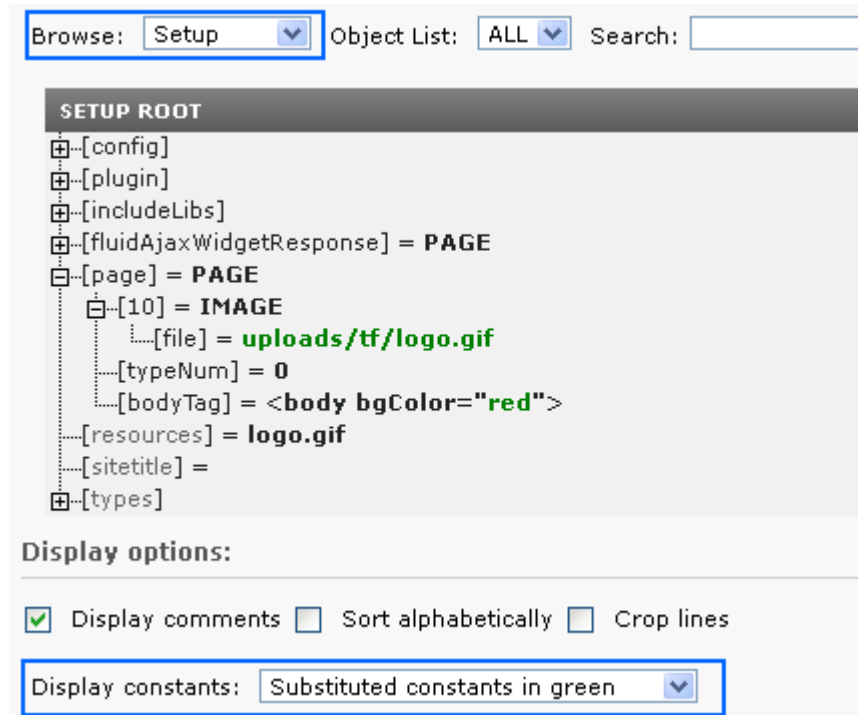 Browse: Setup Object List: ALL Search:
SETUP ROOT
[config]
[plugin]
[includeLibs]
[fluidAjaxWidgetResponse] = PAGE
[page] = PAGE
[10] = IMAGE
[file] = uploads/tf/logo.gif
[typeNum] = 0
[bodyTag] = <body bgColor="red">
[resources] = logo.gif
[sitetitle] =
[types]
Display options:
Display comments Sort alphabetically Crop lines
Display constants: Substituted constants in green